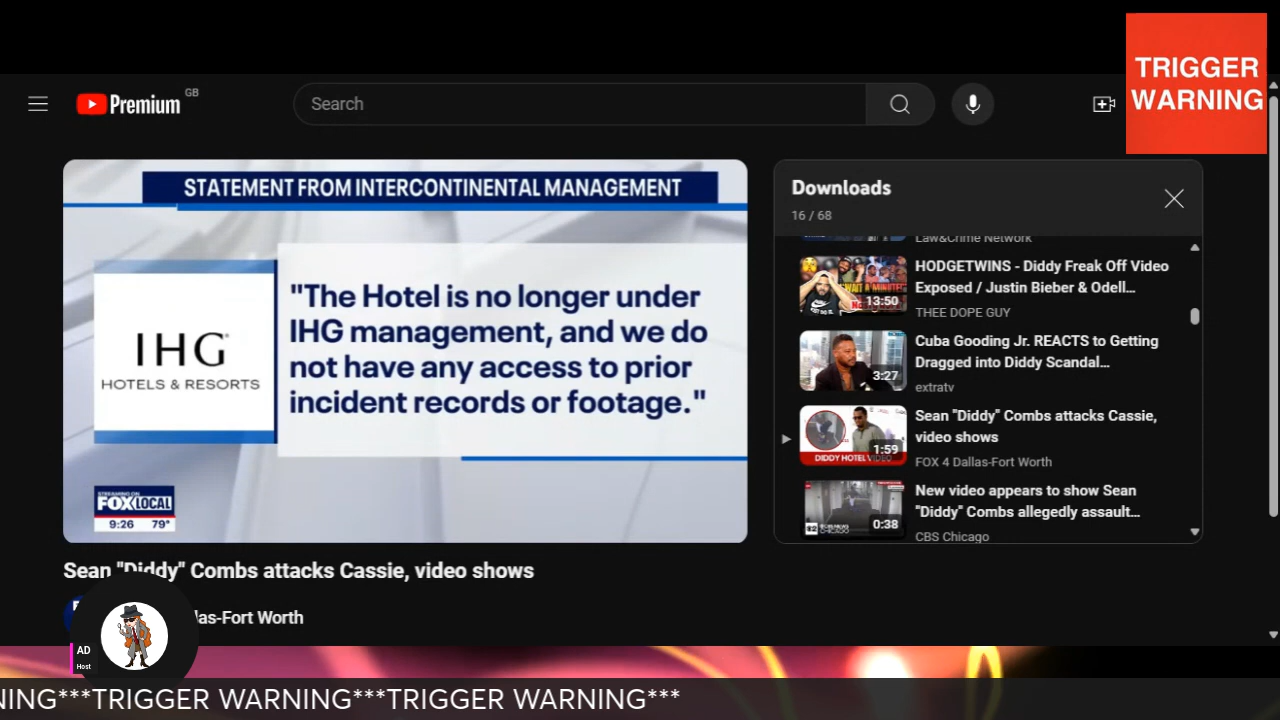 TRIGGER
WARNING
Premium
GB
Search
STATEMENT FROM INTERCONTINENTAL MANAGEMENT
IHG
HOTELS & RESORTS
"The Hotel is no longer under
IHG management, and we do
not have any access to prior
incident records or footage."
STREAMING ON
FOX LOCAL
9:26 79°
Downloads
16 / 68
Law&Crime Network
HODGETWINS - Diddy Freak Off Video
Exposed / Justin Bieber & Odell...
THEE DOPE GUY
WAIT A MINUTE!
13:50
Cuba Gooding Jr. REACTS to Getting
Dragged into Diddy Scandal...
extratv
3:27
Sean "Diddy" Combs attacks Cassie,
video shows
FOX 4 Dallas-Fort Worth
1:59
DIDDY HOTEL VIDEO
New video appears to show Sean
"Diddy" Combs allegedly assault...
CBS Chicago
0:38
Sean "Diddy" Combs attacks Cassie, video shows
las-Fort Worth
AD
Host
NING***TRIGGER WARNING***TRIGGER WARNING***